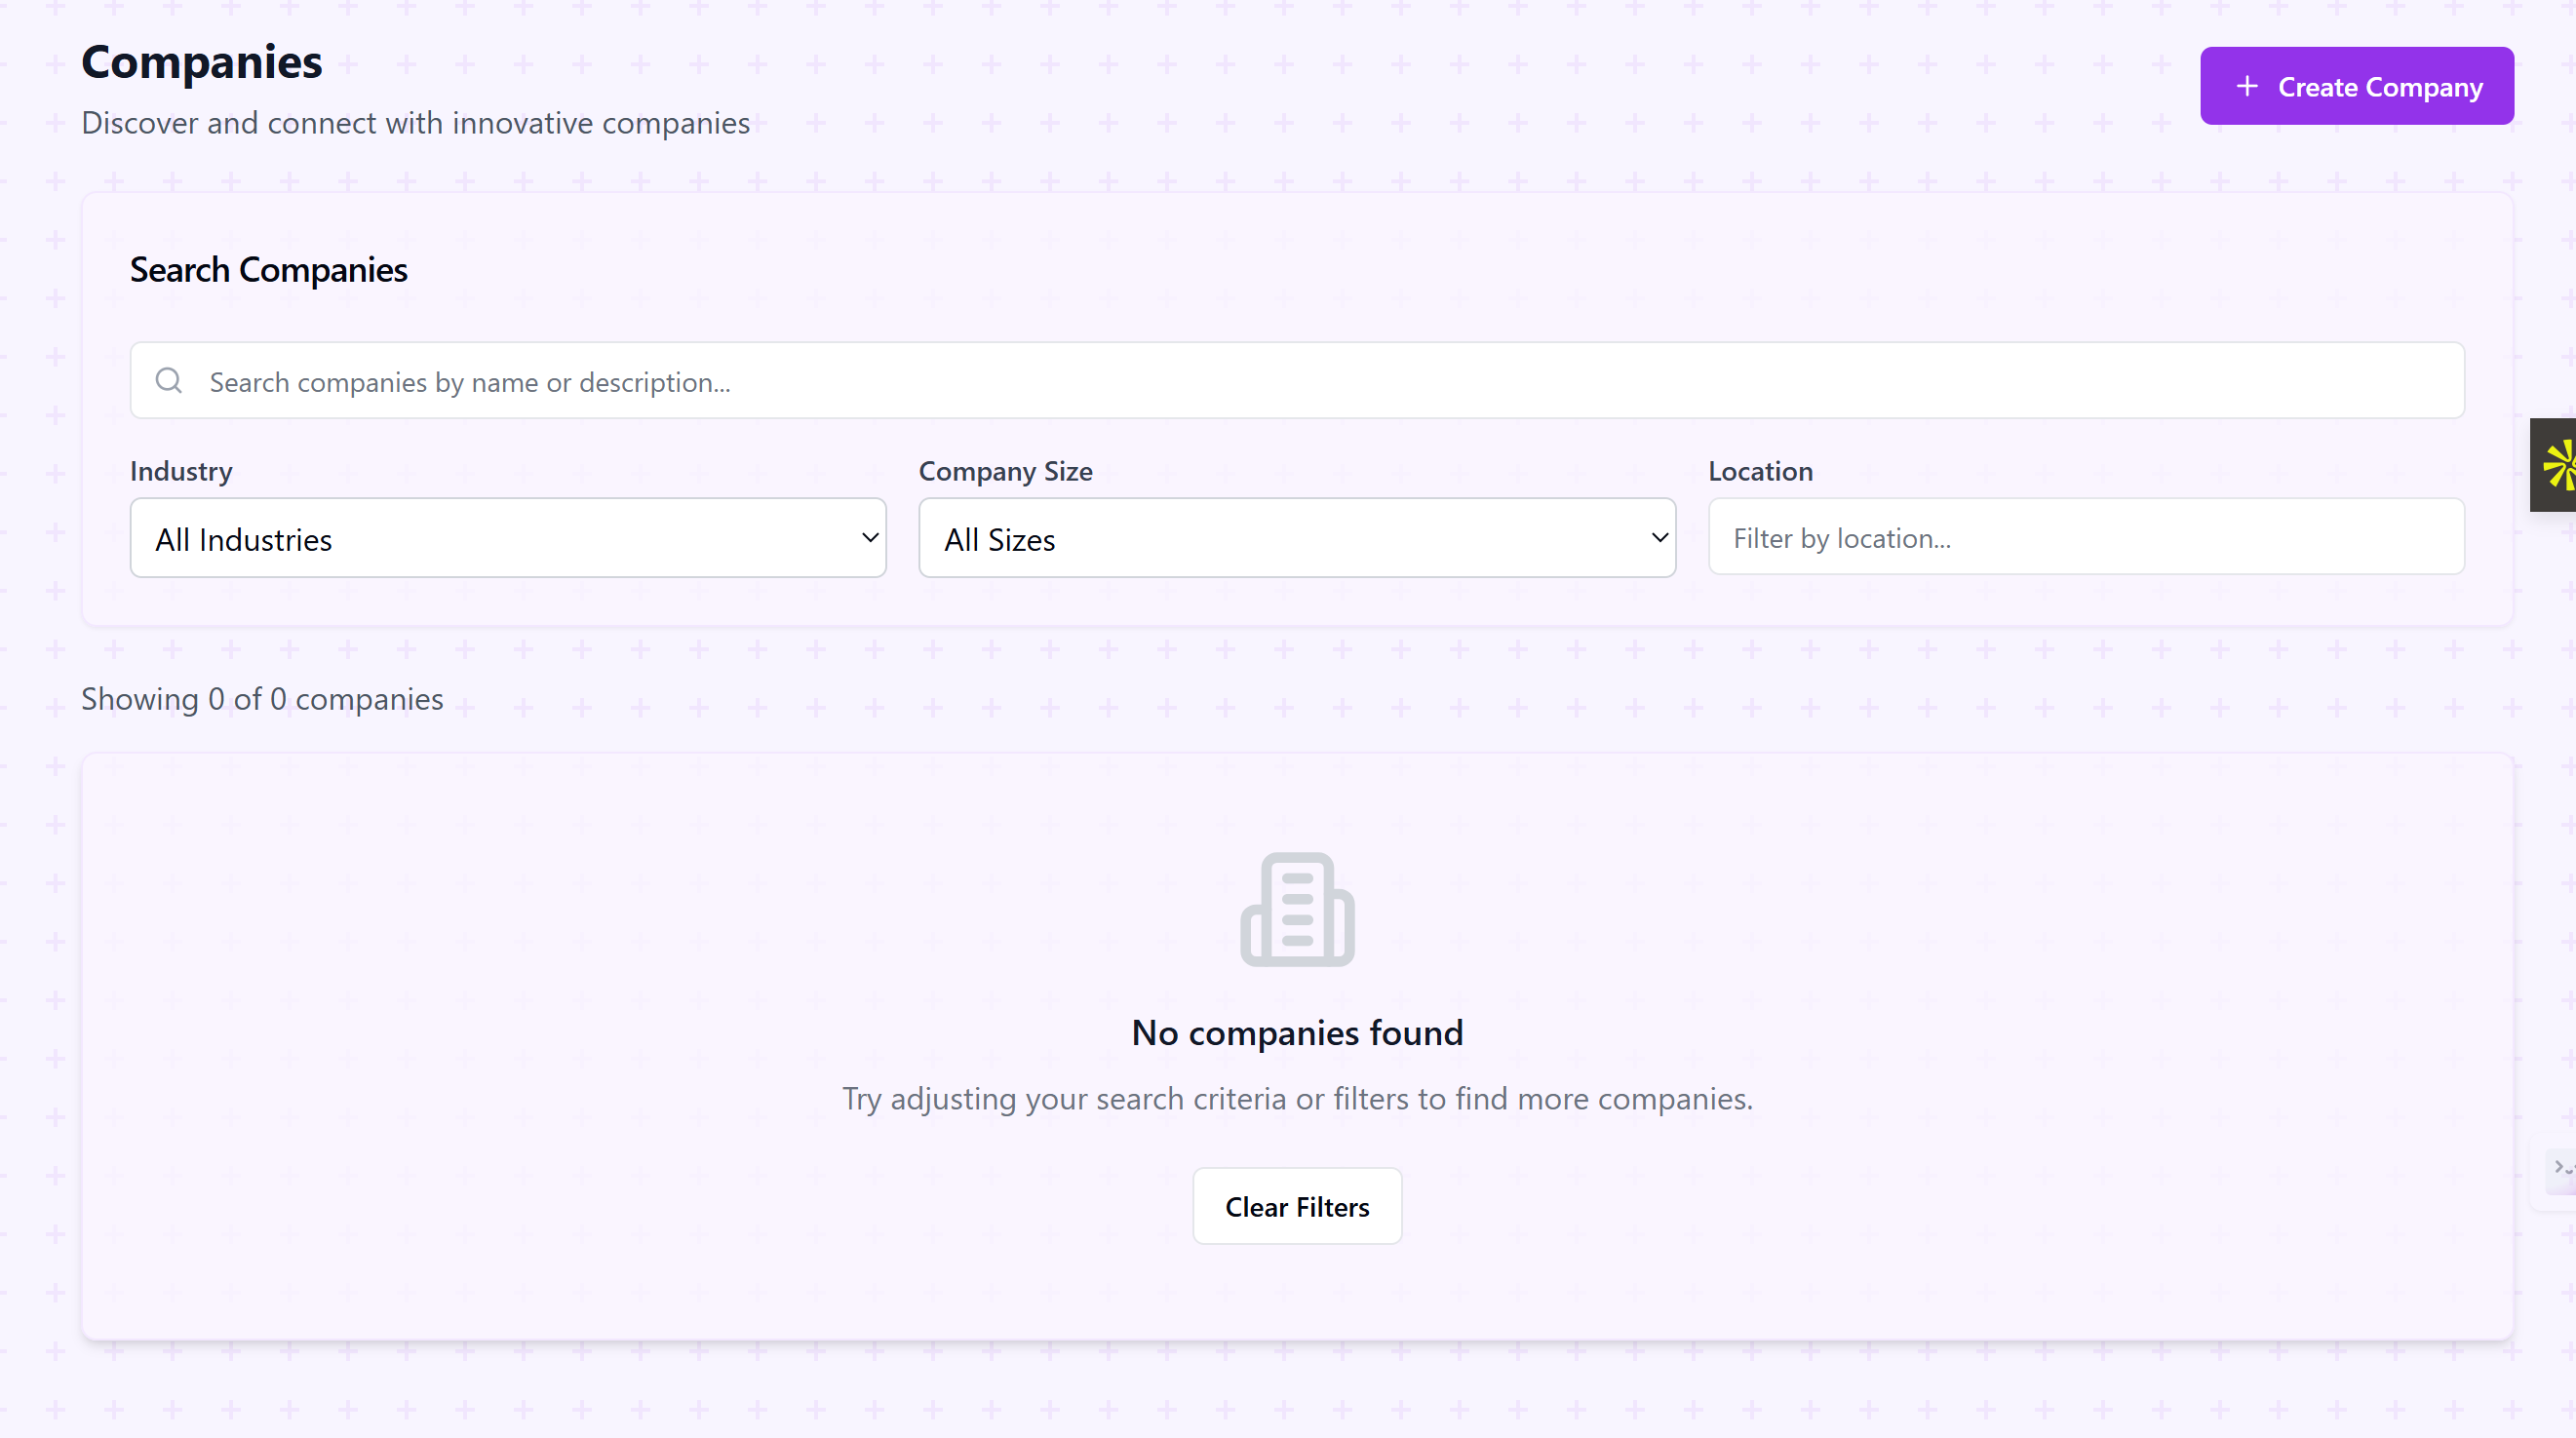 Companies
Discover and connect with innovative companies
+ Create Company
Search Companies
Search companies by name or description...
Industry
Company Size
Location
All Industries
All Sizes
Filter by location...
Showing 0 of 0 companies
No companies found
Try adjusting your search criteria or filters to find more companies.
Clear Filters